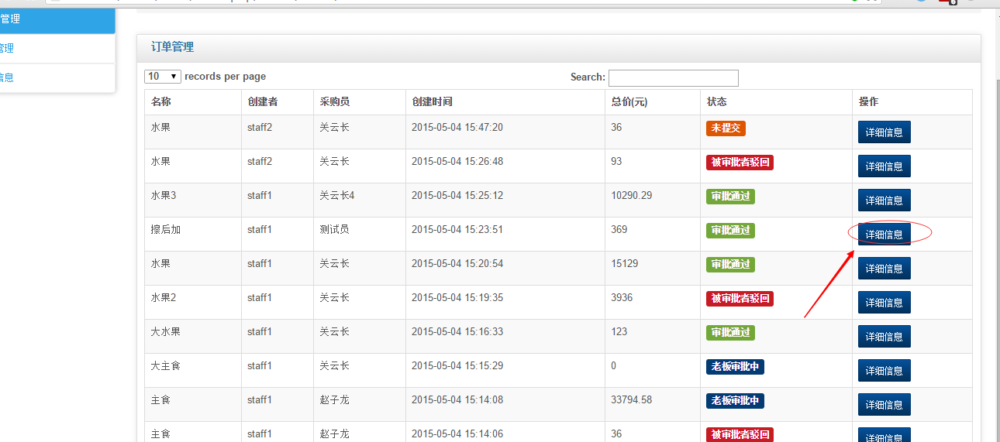 管理
管理
信息
订单管理
10 records per page Search:
名称 创建者 采购员 创建时间 总价(元) 状态 操作
水果 staff2 关云长 2015-05-04 15:47:20 36 未提交 详细信息
水果 staff2 关云长 2015-05-04 15:26:48 93 被审批者驳回 详细信息
水果3 staff1 关云长4 2015-05-04 15:25:12 10290.29 审批通过 详细信息
擦后加 staff1 测试员 2015-05-04 15:23:51 369 审批通过 详细信息
水果 staff1 关云长 2015-05-04 15:20:54 15129 审批通过 详细信息
水果2 staff1 关云长 2015-05-04 15:19:35 3936 被审批者驳回 详细信息
大水果 staff1 关云长 2015-05-04 15:16:33 123 审批通过 详细信息
大主食 staff1 关云长 2015-05-04 15:15:29 0 老板审批中 详细信息
主食 staff1 赵子龙 2015-05-04 15:14:08 33794.58 老板审批中 详细信息
主食 staff1 赵子龙 2015-05-04 15:14:06 36 被审批者驳回 详细信息